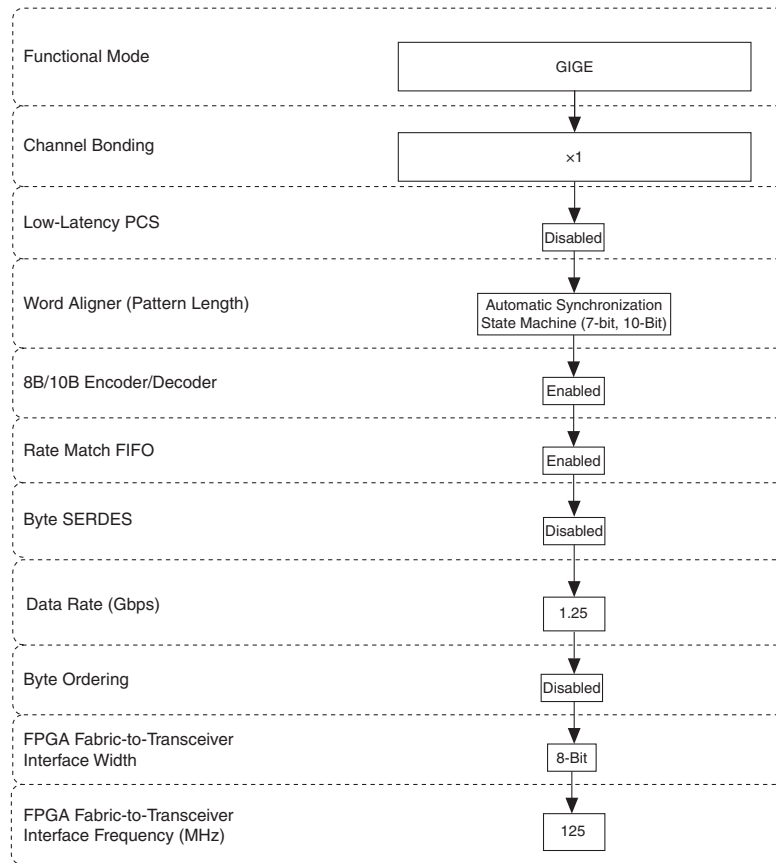 Functional Mode
GIGE
Channel Bonding
×1
Low-Latency PCS
Disabled
Word Aligner (Pattern Length)
Automatic Synchronization
State Machine (7-bit, 10-Bit)
8B/10B Encoder/Decoder
Enabled
Rate Match FIFO
Enabled
Byte SERDES
Disabled
Data Rate (Gbps)
1.25
Byte Ordering
Disabled
FPGA Fabric-to-Transceiver
Interface Width
8-Bit
FPGA Fabric-to-Transceiver
Interface Frequency (MHz)
125